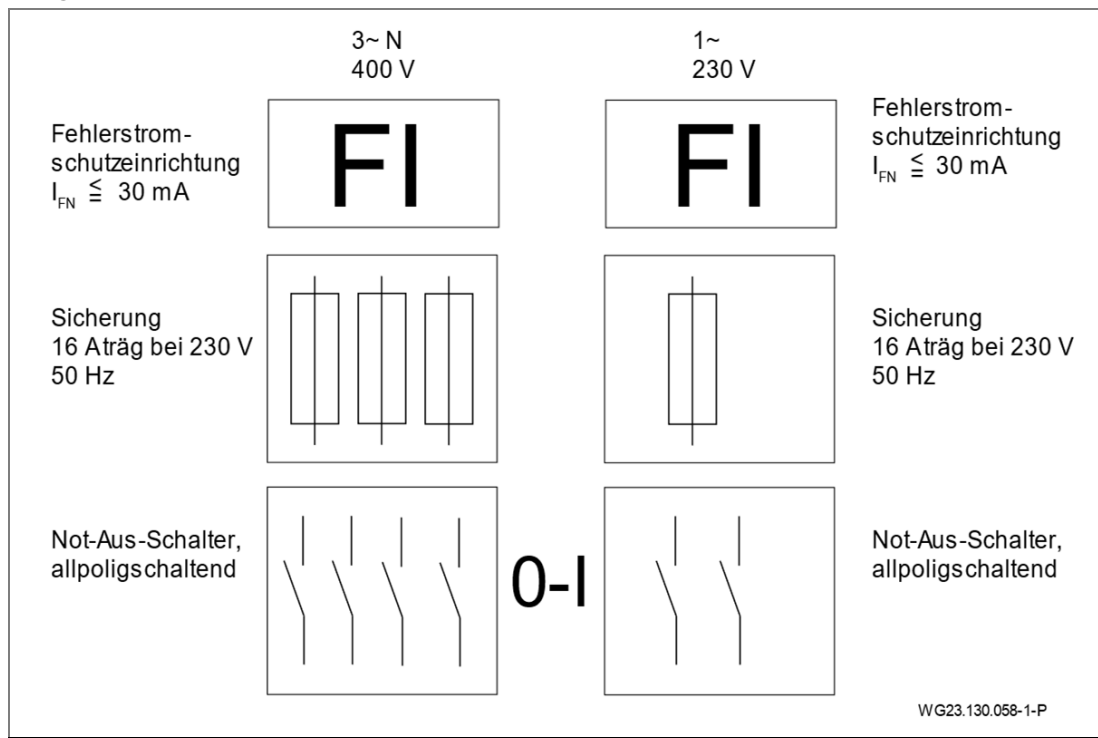 3~ N
400 V
1~
230 V
Fehlerstrom-
schutzeinrichtung
I_FN ≦ 30 mA
FI
FI
Fehlerstrom-
schutzeinrichtung
I_FN ≦ 30 mA
Sicherung
16 Aträg bei 230 V
50 Hz
Sicherung
16 Aträg bei 230 V
50 Hz
Not-Aus-Schalter,
allpoligschaltend
0-I
Not-Aus-Schalter,
allpoligschaltend
WG23.130.058-1-P